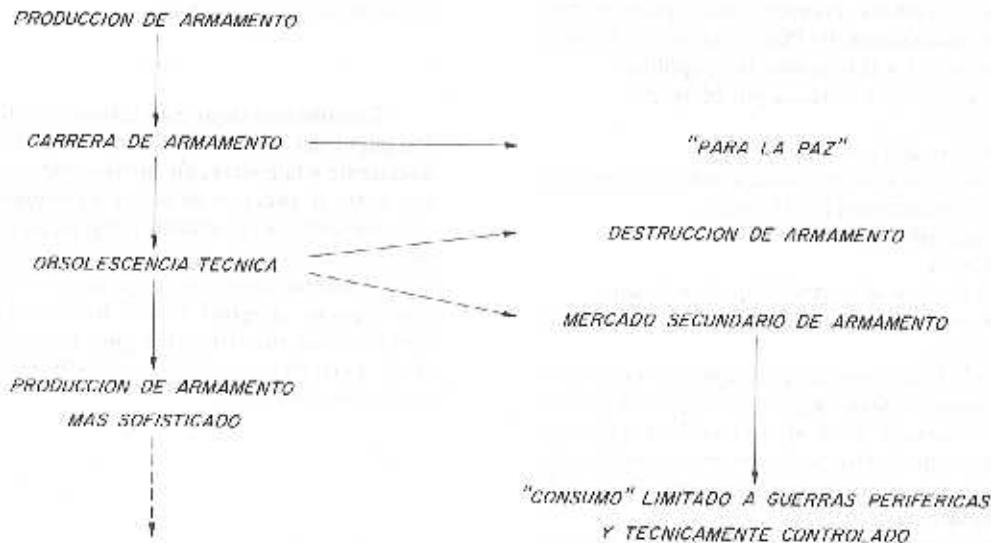 PRODUCCION DE ARMAMENTO
CARRERA DE ARMAMENTO
"PARA LA PAZ"
DESTRUCCION DE ARMAMENTO
OBSOLESCENCIA TECNICA
MERCADO SECUNDARIO DE ARMAMENTO
PRODUCCION DE ARMAMENTO
MAS SOFISTICADO
"CONSUMO" LIMITADO A GUERRAS PERIFERICAS
Y TECNICAMENTE CONTROLADO